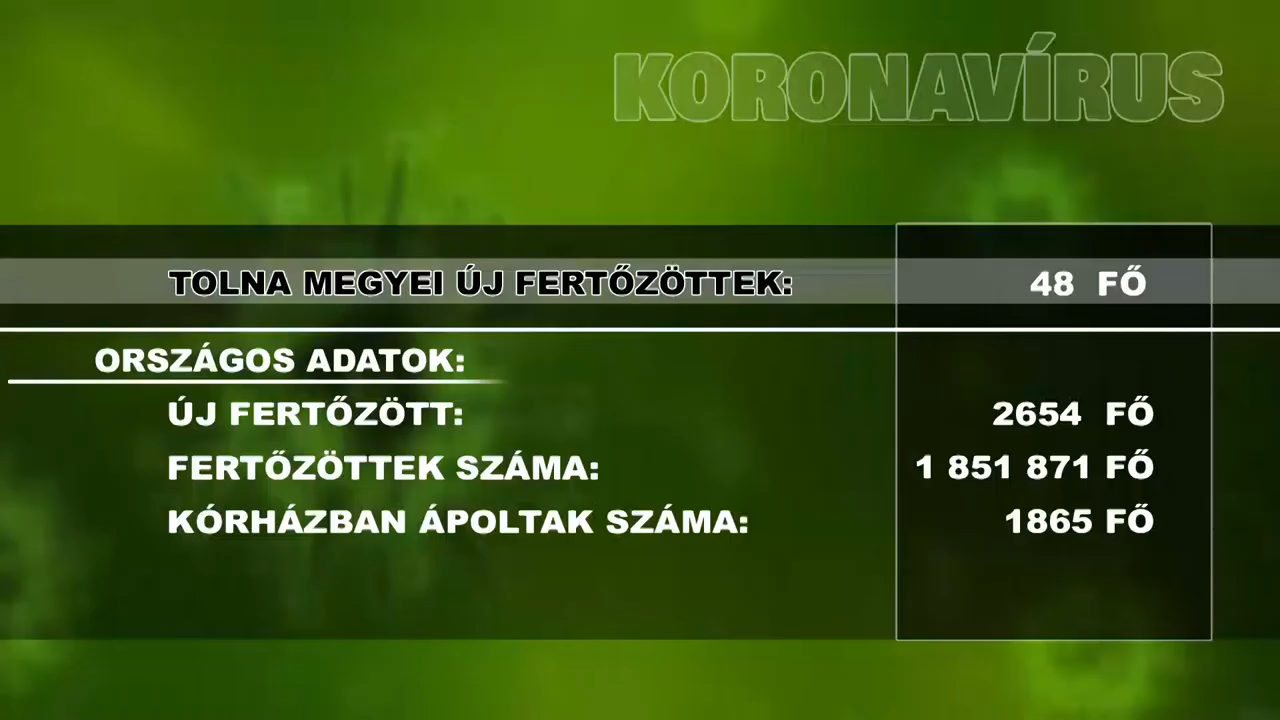 KORONAVÍRUS
TOLNA MEGYEI ÚJ FERTŐZÖTTEK: 48 FŐ
ORSZÁGOS ADATOK:
ÚJ FERTŐZÖTT: 2654 FŐ
FERTŐZÖTTEK SZÁMA: 1 851 871 FŐ
KÓRHÁZBAN ÁPOLTAK SZÁMA: 1865 FŐ